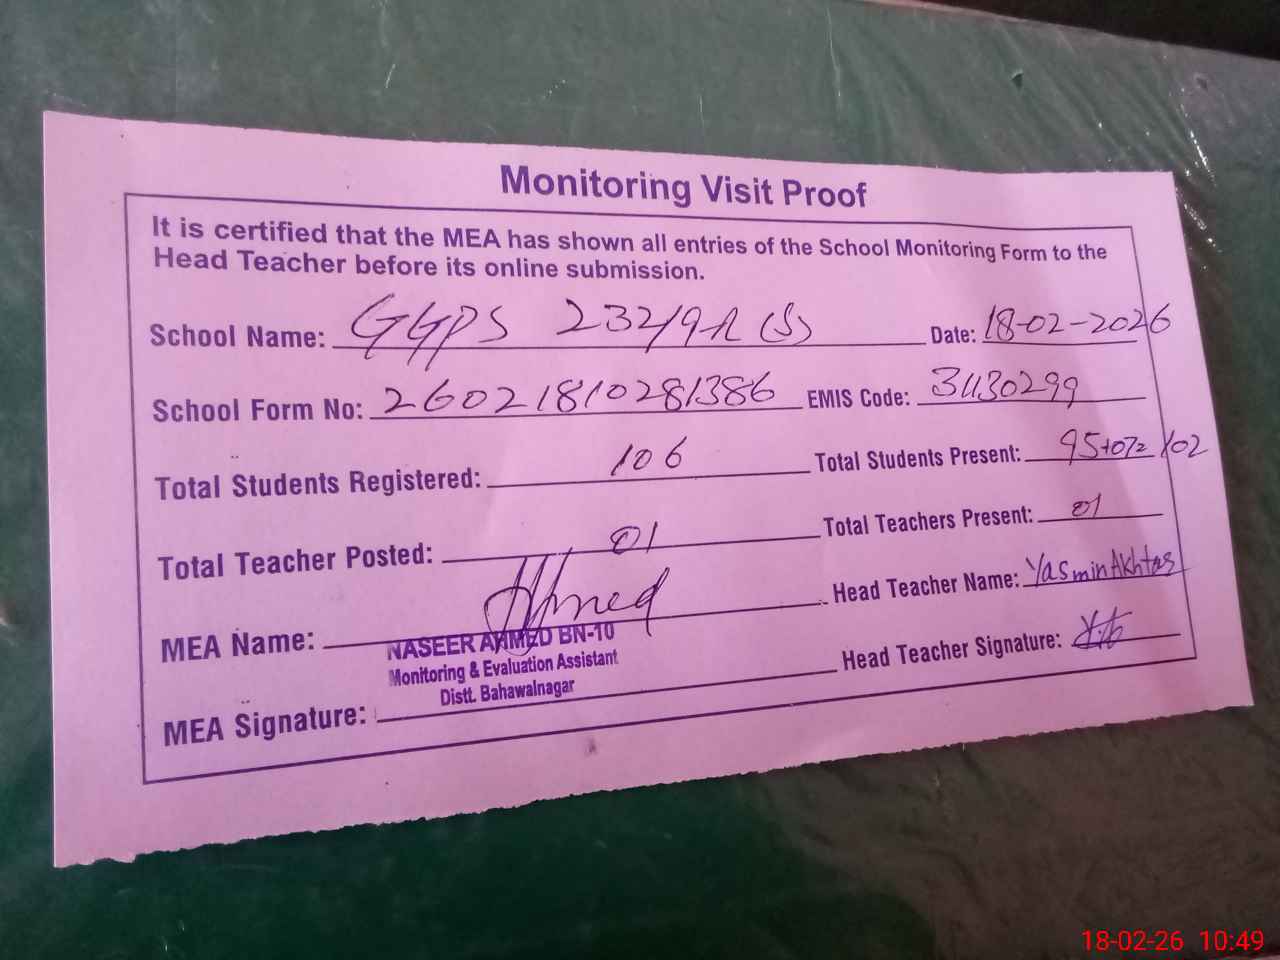 Monitoring Visit Proof
It is certified that the MEA has shown all entries of the School Monitoring Form to the
Head Teacher before its online submission.
School Name: GGPS 232/9-R (S) Date: 18-02-2026
School Form No: 26021810281386 EMIS Code: 31130299
Total Students Registered: 106 Total Students Present: 95+07=102
Total Teacher Posted: 01 Total Teachers Present: 01
MEA Name: Ahmed Head Teacher Name: Yasmin Akhtar
NASEER AHMED BN-10
Monitoring & Evaluation Assistant
Distt. Bahawalnagar
MEA Signature: Head Teacher Signature:
18-02-26 10:49